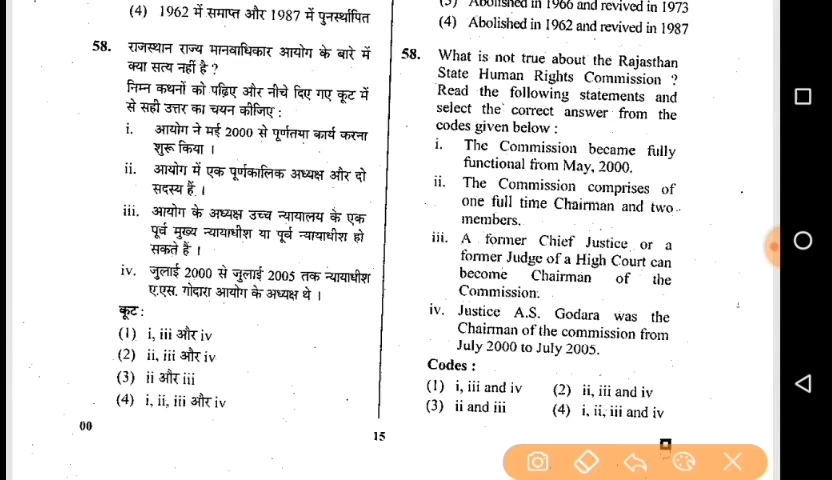 (4) 1962 में समाप्त और 1987 में पुनर्स्थापित
58. राजस्थान राज्य मानवाधिकार आयोग के बारे में
क्या सत्य नहीं है ?
निम्न कथनों को पढ़िए और नीचे दिए गए कूट में
से सही उत्तर का चयन कीजिए :
i. आयोग ने मई 2000 से पूर्णतया कार्य करना
शुरू किया ।
ii. आयोग में एक पूर्णकालिक अध्यक्ष और दो
सदस्य हैं ।
iii. आयोग के अध्यक्ष उच्च न्यायालय के एक
पूर्व मुख्य न्यायाधीश या पूर्व न्यायाधीश हो
सकते हैं ।
iv. जुलाई 2000 से जुलाई 2005 तक न्यायाधीश
ए.एस. गोदारा आयोग के अध्यक्ष थे ।
कूट :
(1) i, iii और iv
(2) ii, iii और iv
(3) ii और iii
(4) i, ii, iii और iv
00
15
(3) Abolished in 1966 and revived in 1973
(4) Abolished in 1962 and revived in 1987
58. What is not true about the Rajasthan
State Human Rights Commission ?
Read the following statements and
select the correct answer from the
codes given below :
i. The Commission became fully
functional from May, 2000.
ii. The Commission comprises of
one full time Chairman and two
members.
iii. A former Chief Justice or a
former Judge of a High Court can
become Chairman of the
Commission.
iv. Justice A.S. Godara was the
Chairman of the commission from
July 2000 to July 2005.
Codes :
(1) i, iii and iv (2) ii, iii and iv
(3) ii and iii (4) i, ii, iii and iv